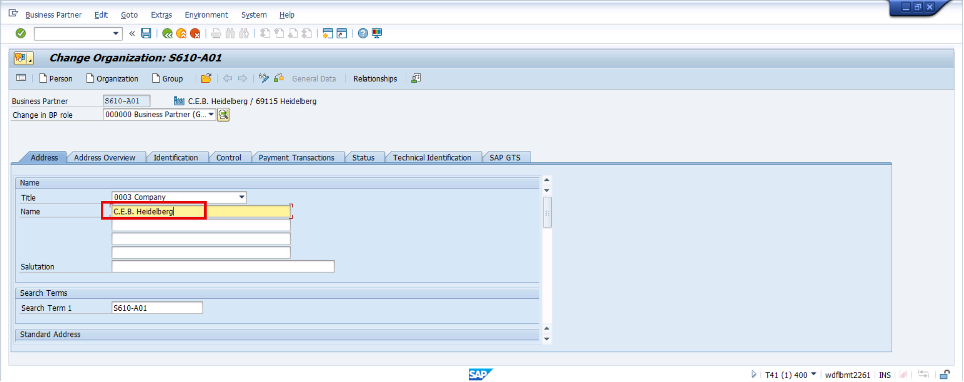 Business Partner Edit Goto Extras Environment System Help
Change Organization: S610-A01
Person Organization Group General Data Relationships
Business Partner S610-A01 C.E.B. Heidelberg / 69115 Heidelberg
Change in BP role 000000 Business Partner (G...
Address Address Overview Identification Control Payment Transactions Status Technical Identification SAP GTS
Name
Title 0003 Company
Name C.E.B. Heidelberg
Salutation
Search Terms
Search Term 1 S610-A01
Standard Address
SAP T41 (1) 400 wdflbmt2261 INS